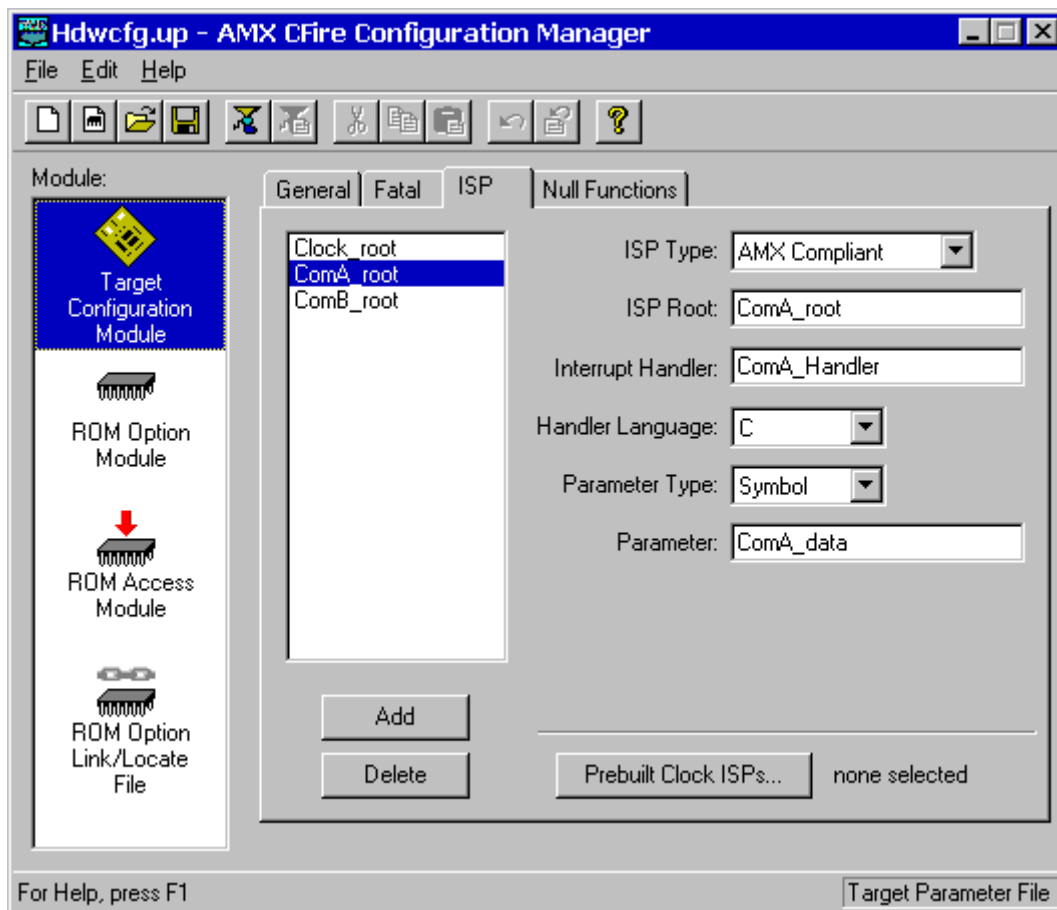 Hdwcfg.up - AMX CFire Configuration Manager
File Edit Help
Module:
Target
Configuration
Module
ROM Option
Module
ROM Access
Module
ROM Option
Link/Locate
File
General Fatal ISP Null Functions
Clock_root
ComA_root
ComB_root
Add
Delete
ISP Type: AMX Compliant
ISP Root: ComA_root
Interrupt Handler: ComA_Handler
Handler Language: C
Parameter Type: Symbol
Parameter: ComA_data
Prebuilt Clock ISPs... none selected
For Help, press F1
Target Parameter File